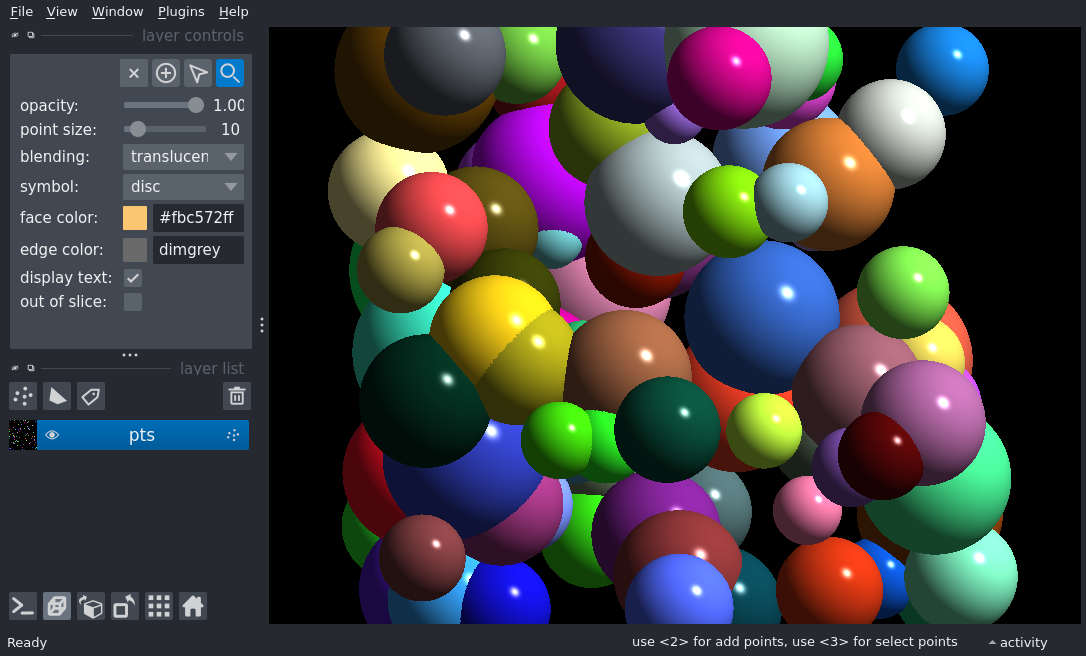 File View Window Plugins Help
layer controls
opacity: 1.00
point size: 10
blending: translucen
symbol: disc
face color: #fbc572ff
edge color: dimgrey
display text:
out of slice:
layer list
pts
Ready
use <2> for add points, use <3> for select points
activity